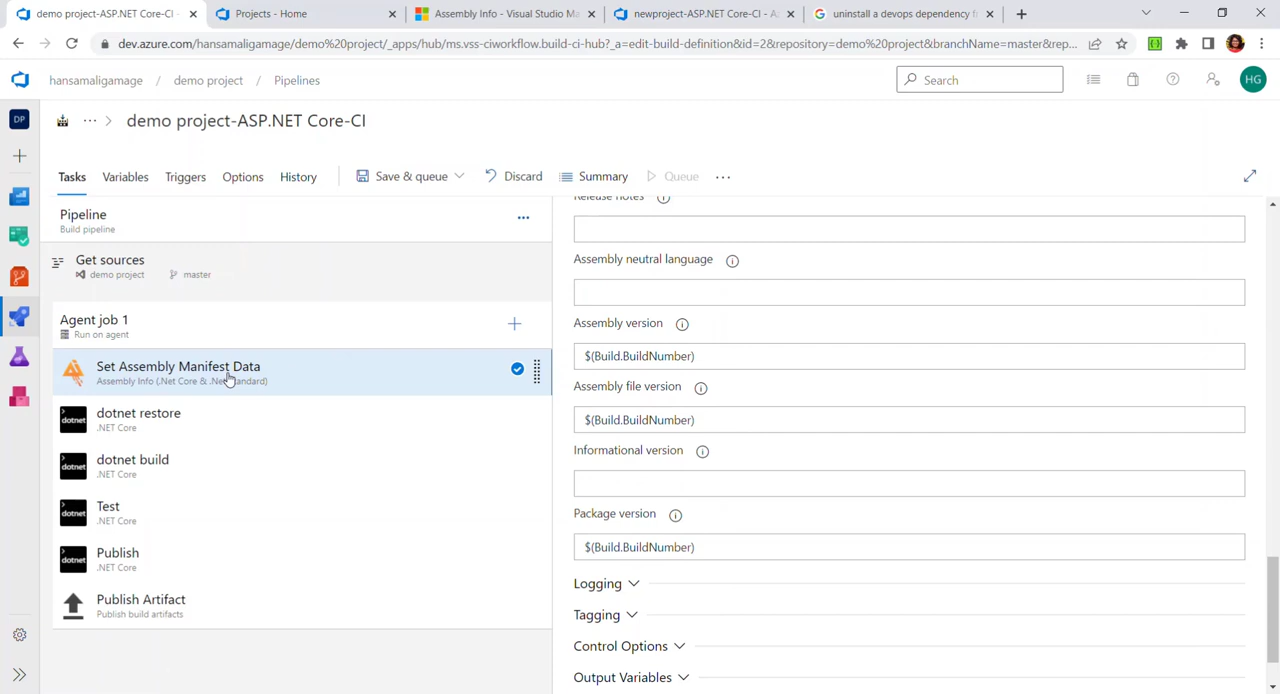 demo project-ASP.NET Core-CI -
Projects - Home
Assembly Info - Visual Studio Ma
newproject-ASP.NET Core-CI - A
uninstall a devops dependency f
dev.azure.com/hansamaligamage/demo%20project/_apps/hub/ms.vss-ciworkflow.build-ci-hub?_a=edit-build-definition&id=2&repository=demo%20project&branchName=master&rep...
hansamaligamage / demo project / Pipelines
Search
HG
DP
demo project-ASP.NET Core-CI
Tasks Variables Triggers Options History Save & queue Discard Summary Queue
Pipeline
Build pipeline
Get sources
demo project master
Agent job 1
Run on agent
Set Assembly Manifest Data
Assembly Info (.Net Core & .Net Standard)
dotnet
dotnet restore
.NET Core
dotnet
dotnet build
.NET Core
dotnet
Test
.NET Core
dotnet
Publish
.NET Core
Publish Artifact
Publish build artifacts
Release notes
Assembly neutral language
Assembly version
$(Build.BuildNumber)
Assembly file version
$(Build.BuildNumber)
Informational version
Package version
$(Build.BuildNumber)
Logging
Tagging
Control Options
Output Variables